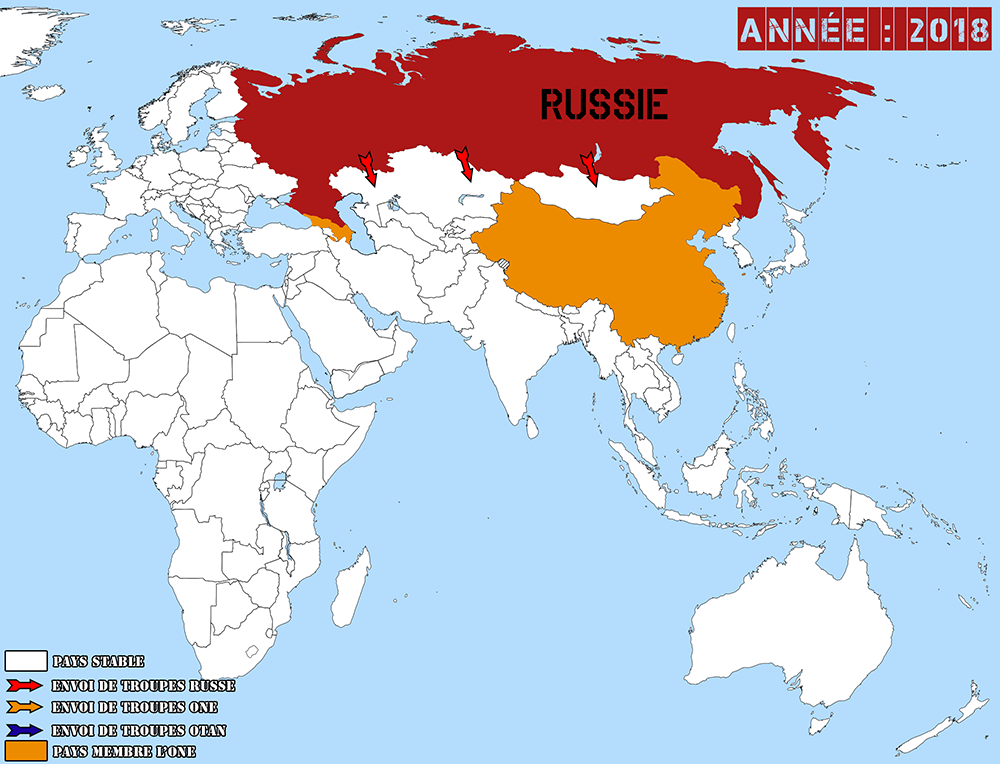 ANNÉE : 2018
RUSSIE
PAYS STABLE
ENVOI DE TROUPES RUSSE
ENVOI DE TROUPES ONE
ENVOI DE TROUPES OTAN
PAYS MEMBRE L'ONE